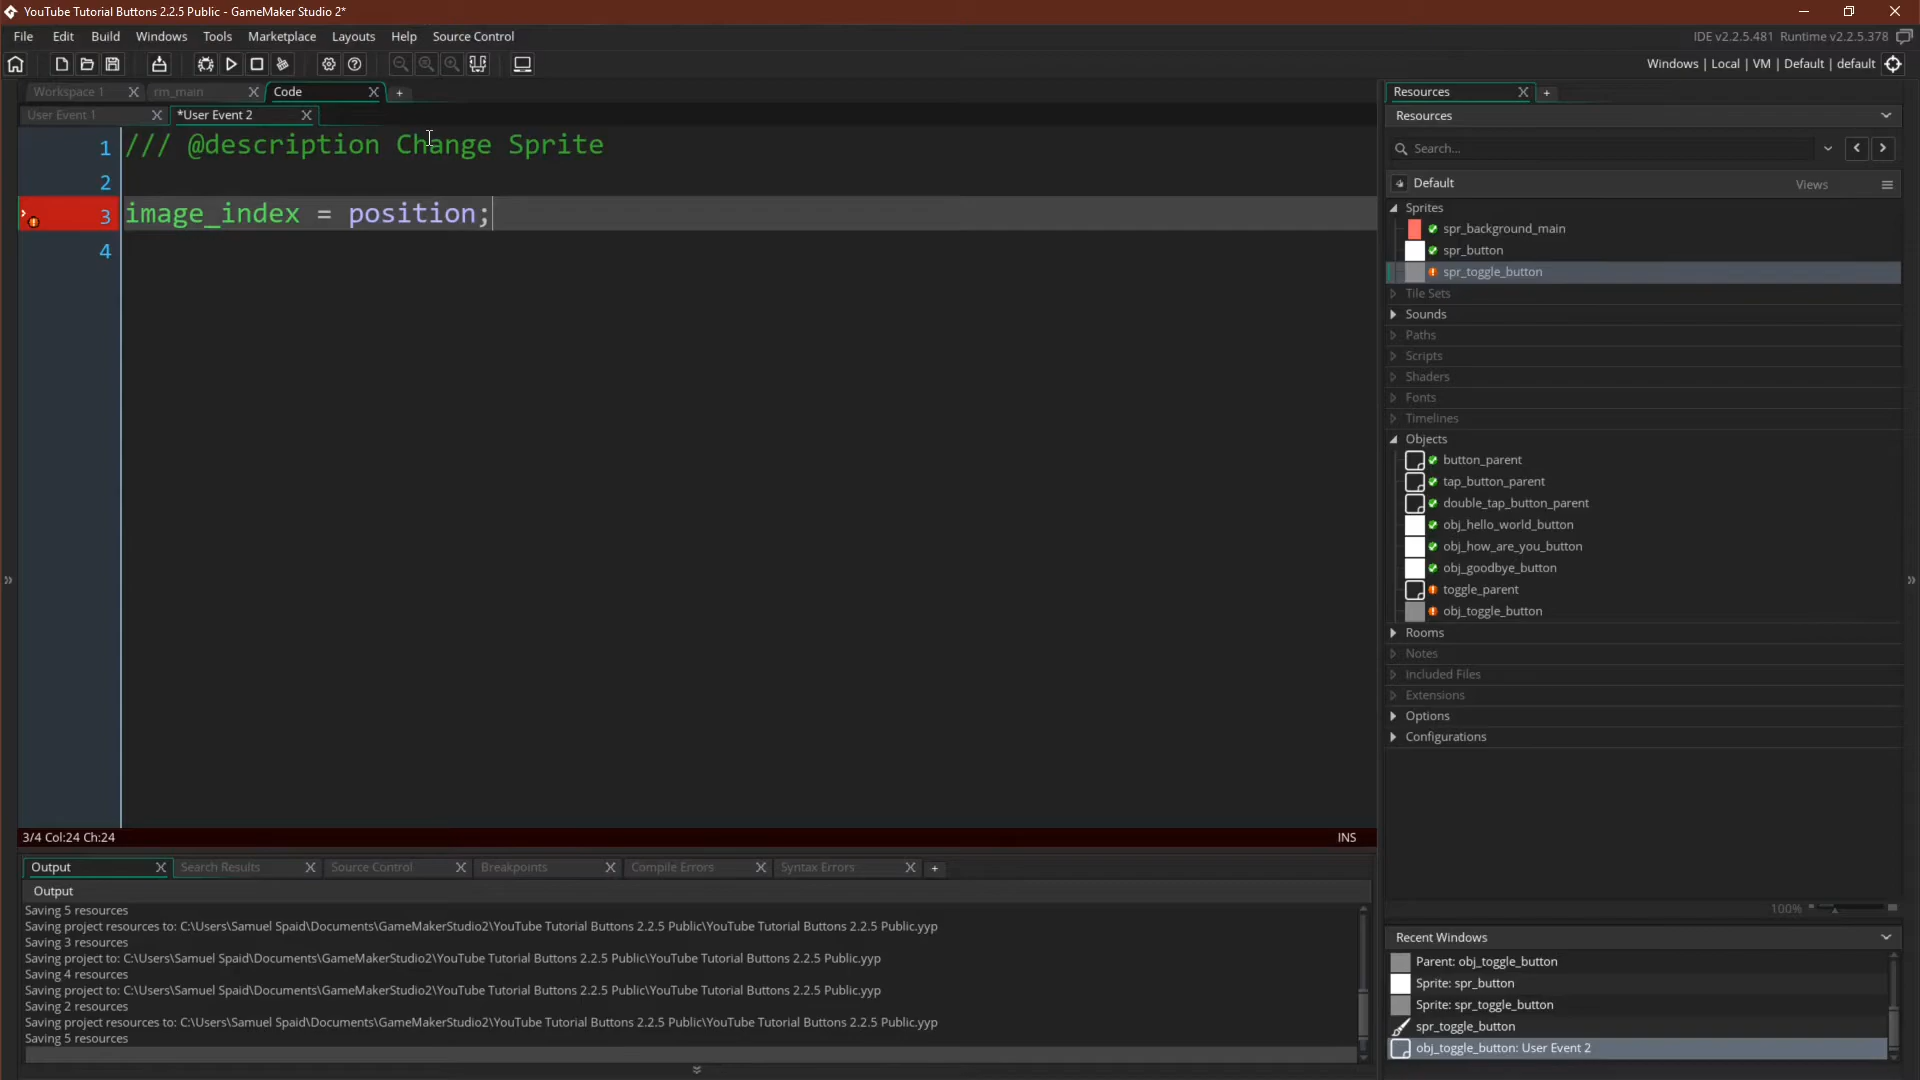 YouTube Tutorial Buttons 2.2.5 Public - GameMaker Studio 2*
File Edit Build Windows Tools Marketplace Layouts Help Source Control
IDE v2.2.5.481 Runtime v2.2.5.378
Windows | Local | VM | Default | default
Workspace 1 rm_main Code
User Event 1 *User Event 2
1 /// @description Change Sprite
2
3 image_index = position;
4
3/4 Col:24 Ch:24 INS
Output Search Results Source Control Breakpoints Compile Errors Syntax Errors
Output
Saving 5 resources
Saving project resources to: C:\Users\Samuel Spaid\Documents\GameMakerStudio2\YouTube Tutorial Buttons 2.2.5 Public\YouTube Tutorial Buttons 2.2.5 Public.yyp
Saving 3 resources
Saving project to: C:\Users\Samuel Spaid\Documents\GameMakerStudio2\YouTube Tutorial Buttons 2.2.5 Public\YouTube Tutorial Buttons 2.2.5 Public.yyp
Saving 4 resources
Saving project to: C:\Users\Samuel Spaid\Documents\GameMakerStudio2\YouTube Tutorial Buttons 2.2.5 Public\YouTube Tutorial Buttons 2.2.5 Public.yyp
Saving 2 resources
Saving project resources to: C:\Users\Samuel Spaid\Documents\GameMakerStudio2\YouTube Tutorial Buttons 2.2.5 Public\YouTube Tutorial Buttons 2.2.5 Public.yyp
Saving 5 resources
Resources
Resources
Search...
Default Views
Sprites
spr_background_main
spr_button
spr_toggle_button
Tile Sets
Sounds
Paths
Scripts
Shaders
Fonts
Timelines
Objects
button_parent
tap_button_parent
double_tap_button_parent
obj_hello_world_button
obj_how_are_you_button
obj_goodbye_button
toggle_parent
obj_toggle_button
Rooms
Notes
Included Files
Extensions
Options
Configurations
100%
Recent Windows
Parent: obj_toggle_button
Sprite: spr_button
Sprite: spr_toggle_button
spr_toggle_button
obj_toggle_button: User Event 2